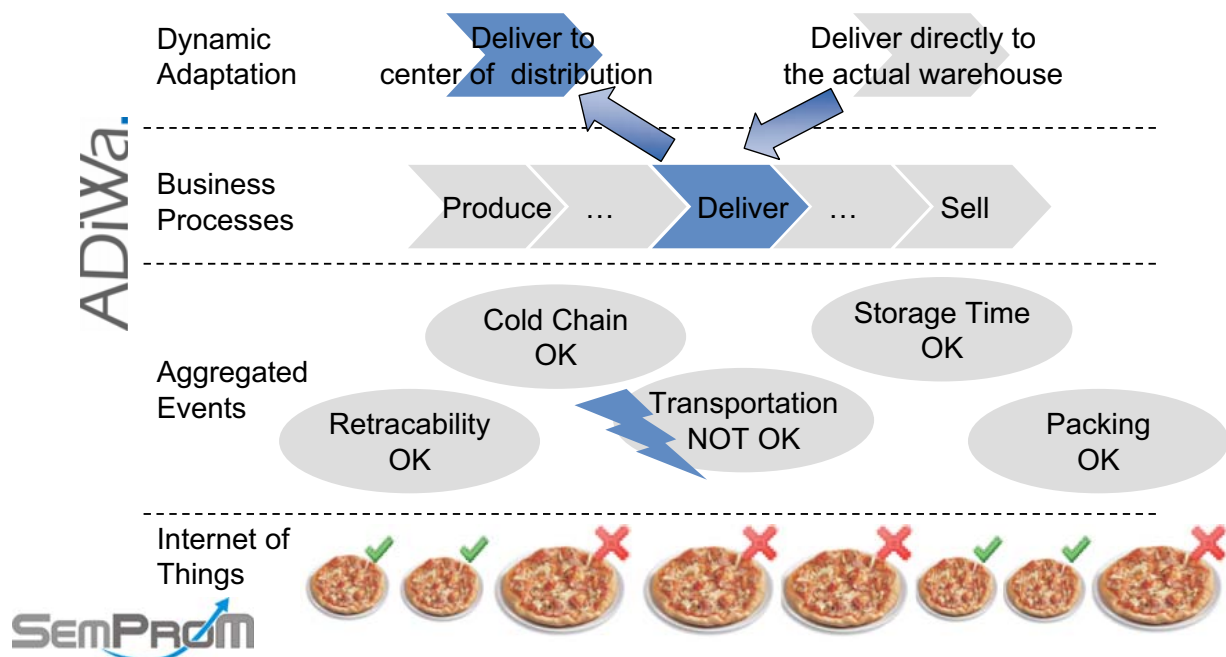 Dynamic
Adaptation
Deliver to
center of distribution
Deliver directly to
the actual warehouse
ADiWa.
Business
Processes
Produce
...
Deliver
...
Sell
Aggregated
Events
Cold Chain
OK
Storage Time
OK
Retracability
OK
Transportation
NOT OK
Packing
OK
Internet of
Things
SEMPROM